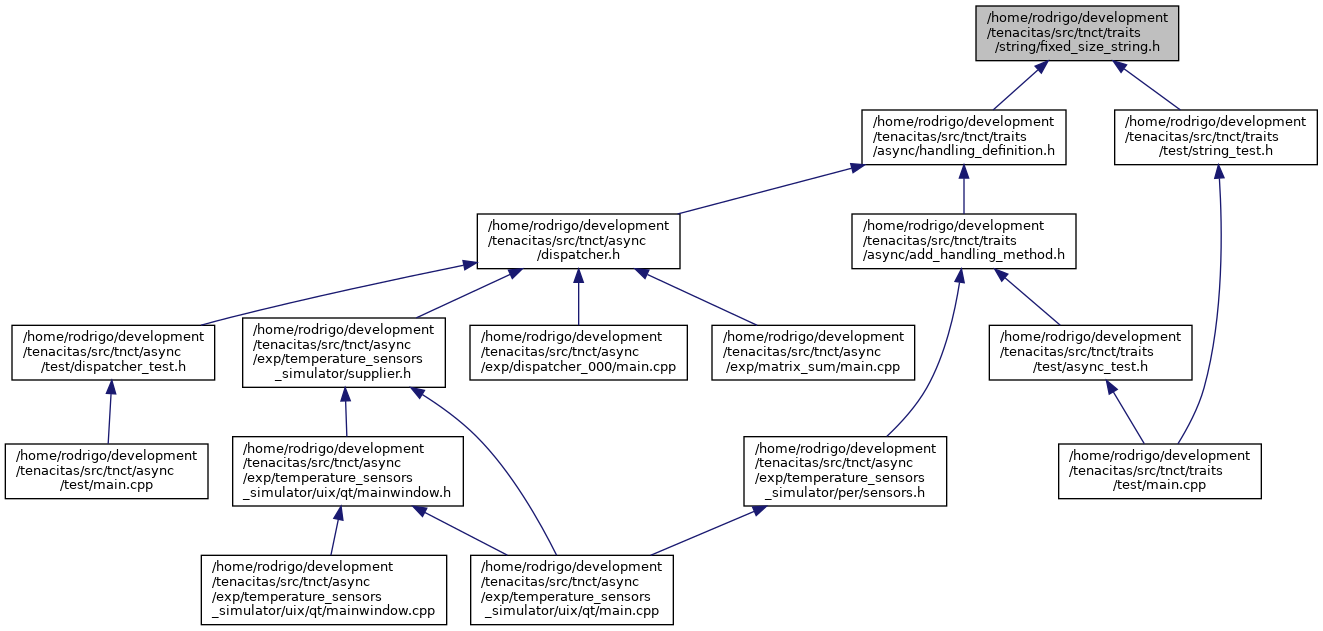 /home/rodrigo/development
/tenacitas/src/tnct/traits
/string/fixed_size_string.h
/home/rodrigo/development
/tenacitas/src/tnct/traits
/async/handling_definition.h
/home/rodrigo/development
/tenacitas/src/tnct/traits
/test/string_test.h
/home/rodrigo/development
/tenacitas/src/tnct/async
/dispatcher.h
/home/rodrigo/development
/tenacitas/src/tnct/traits
/async/add_handling_method.h
/home/rodrigo/development
/tenacitas/src/tnct/async
/test/dispatcher_test.h
/home/rodrigo/development
/tenacitas/src/tnct/async
/exp/temperature_sensors
_simulator/supplier.h
/home/rodrigo/development
/tenacitas/src/tnct/async
/exp/dispatcher_000/main.cpp
/home/rodrigo/development
/tenacitas/src/tnct/async
/exp/matrix_sum/main.cpp
/home/rodrigo/development
/tenacitas/src/tnct/traits
/test/async_test.h
/home/rodrigo/development
/tenacitas/src/tnct/async
/test/main.cpp
/home/rodrigo/development
/tenacitas/src/tnct/async
/exp/temperature_sensors
_simulator/uix/qt/mainwindow.h
/home/rodrigo/development
/tenacitas/src/tnct/async
/exp/temperature_sensors
_simulator/per/sensors.h
/home/rodrigo/development
/tenacitas/src/tnct/traits
/test/main.cpp
/home/rodrigo/development
/tenacitas/src/tnct/async
/exp/temperature_sensors
_simulator/uix/qt/mainwindow.cpp
/home/rodrigo/development
/tenacitas/src/tnct/async
/exp/temperature_sensors
_simulator/uix/qt/main.cpp